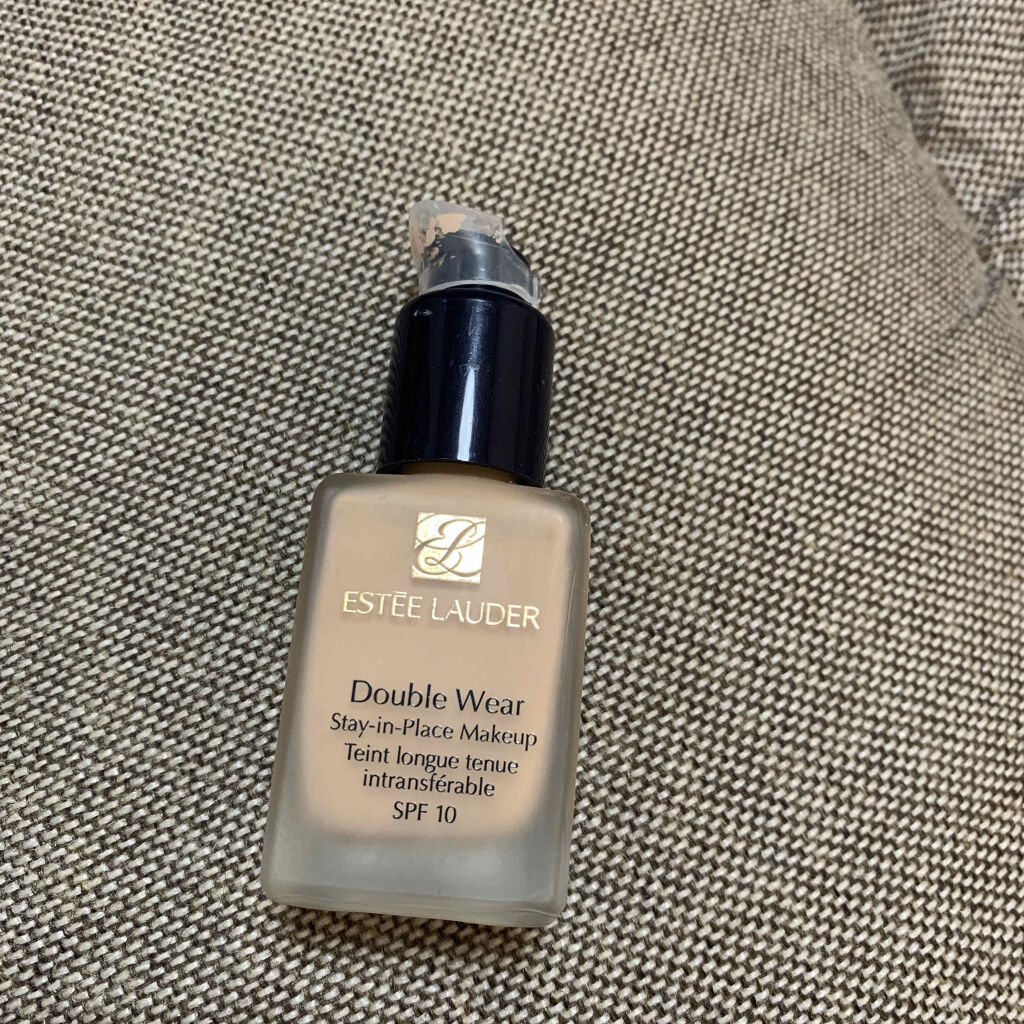 ESTĒE LAUDER
Double Wear
Stay-in-Place Makeup
Teint longue tenue
intransférable
SPF 10